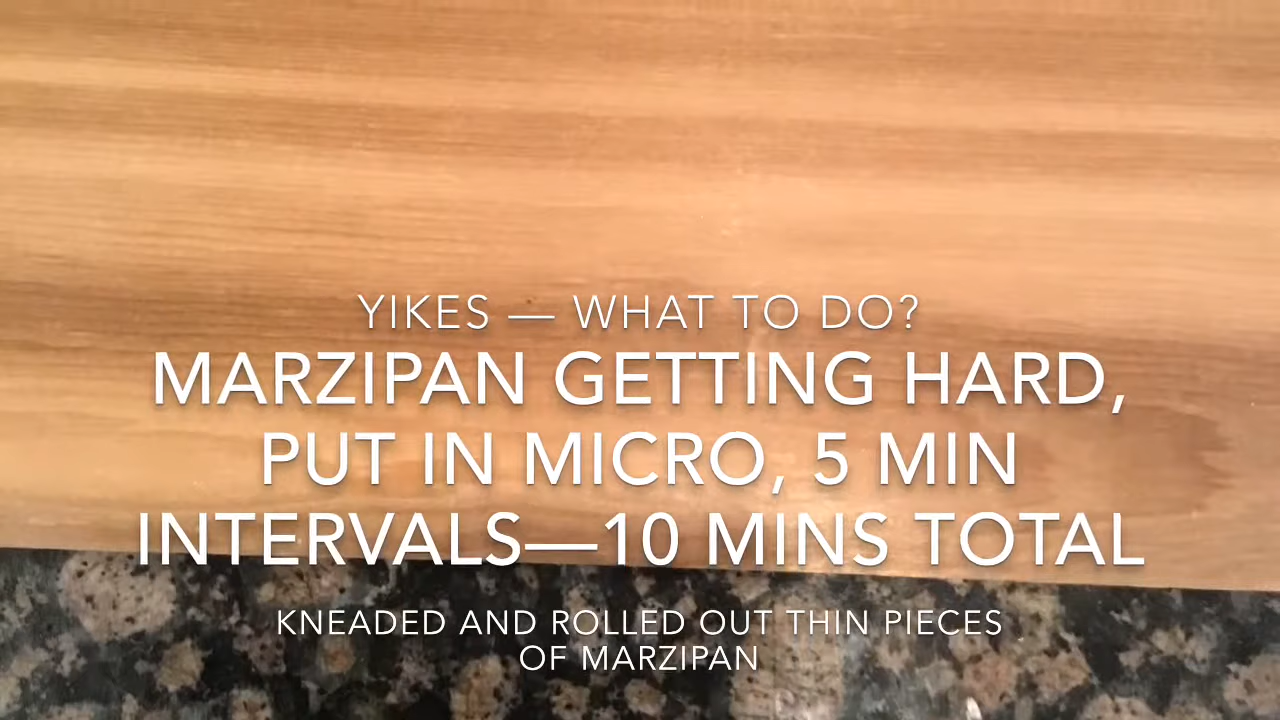 YIKES — WHAT TO DO?
MARZIPAN GETTING HARD,
PUT IN MICRO, 5 MIN
INTERVALS—10 MINS TOTAL
KNEADED AND ROLLED OUT THIN PIECES
OF MARZIPAN